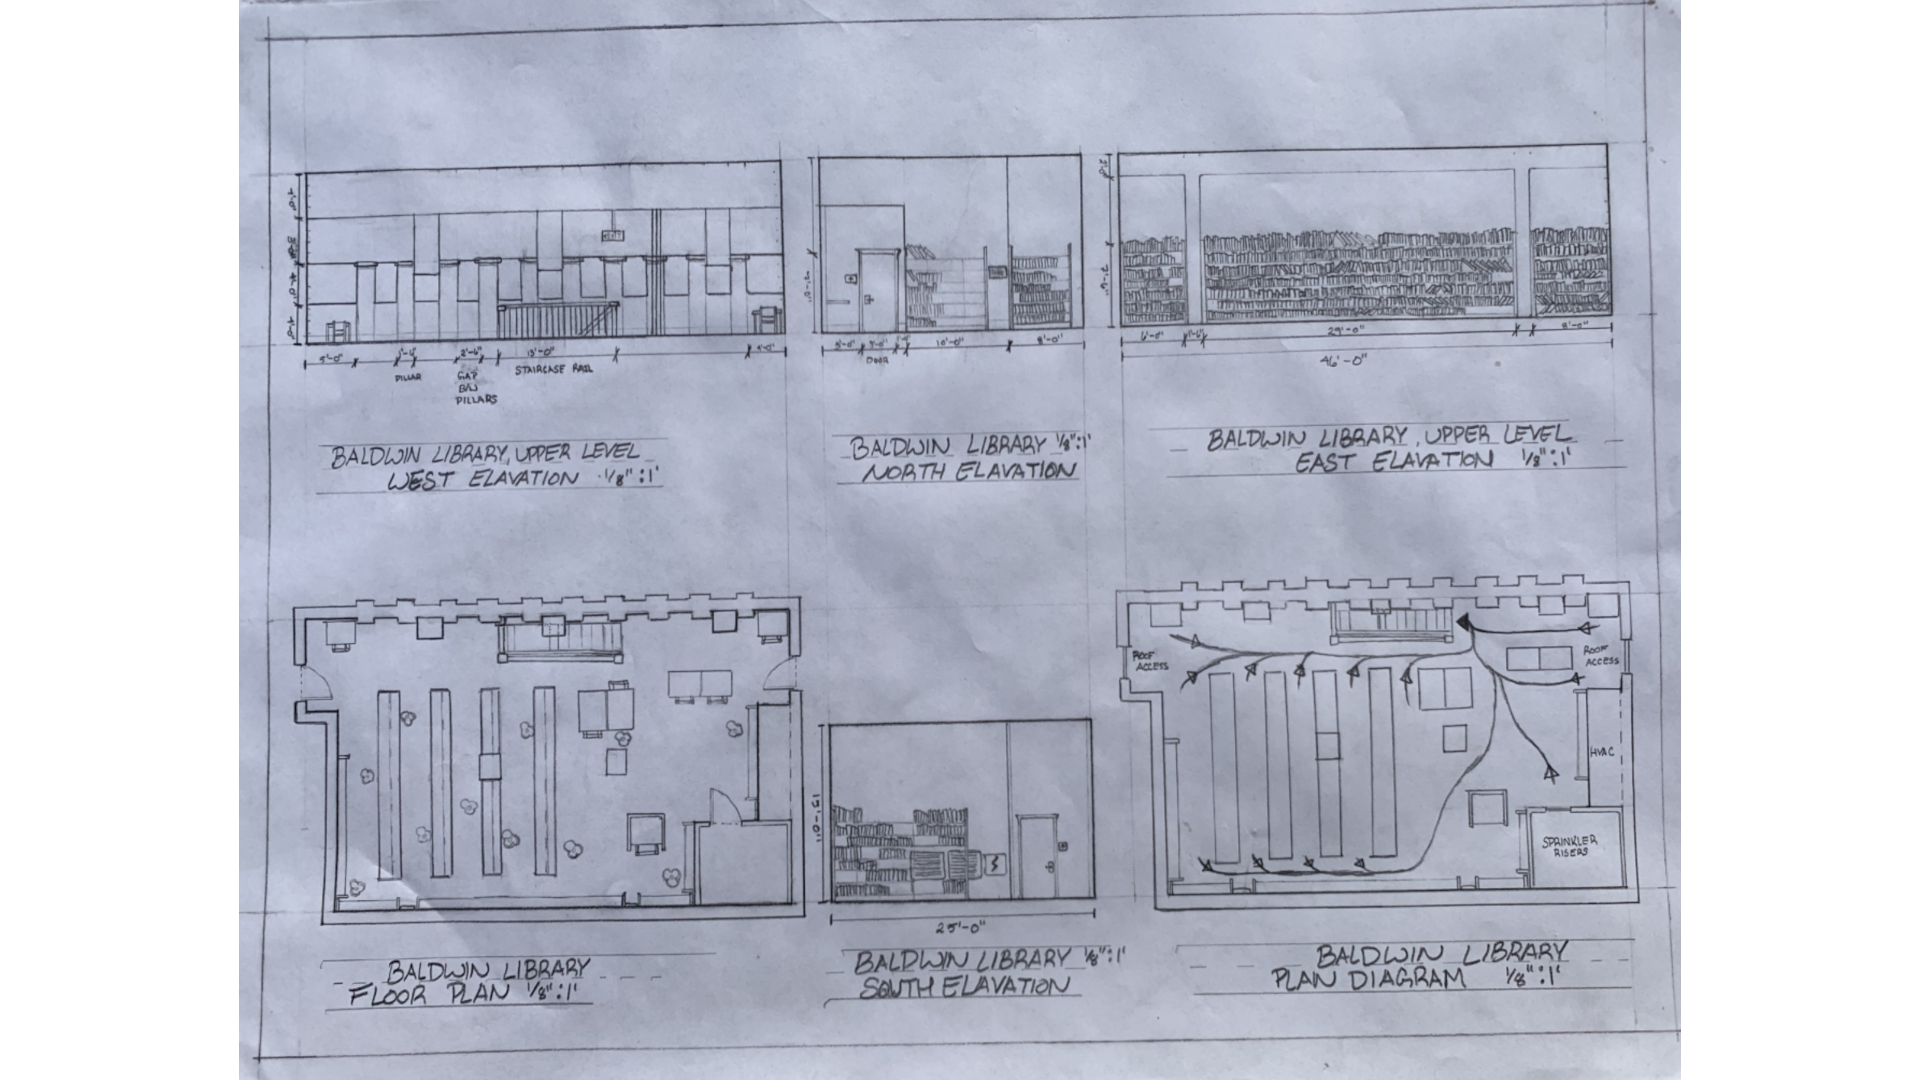 5'-0"
1'-6"
2'-6"
13'-0"
4'-0"
PILLAR
GAP
B/W
PILLARS
STAIRCASE RAIL
BALDWIN LIBRARY, UPPER LEVEL
WEST ELAVATION 1/8":1'
EXIT
5'-0"
3'-0"
10'-0"
8'-0"
DOOR
BALDWIN LIBRARY 1/8":1'
NORTH ELAVATION
2'-0"
6'-0"
1'-6"
29'-0"
8'-0"
46'-0"
BALDWIN LIBRARY, UPPER LEVEL
EAST ELAVATION 1/8":1'
BALDWIN LIBRARY
FLOOR PLAN 1/8":1'
15'-0"
25'-0"
BALDWIN LIBRARY 1/8":1'
SOUTH ELAVATION
ROOF
ACCESS
ROOF
ACCESS
HVAC
SPRINKLER
RISERS
BALDWIN LIBRARY
PLAN DIAGRAM 1/8":1'